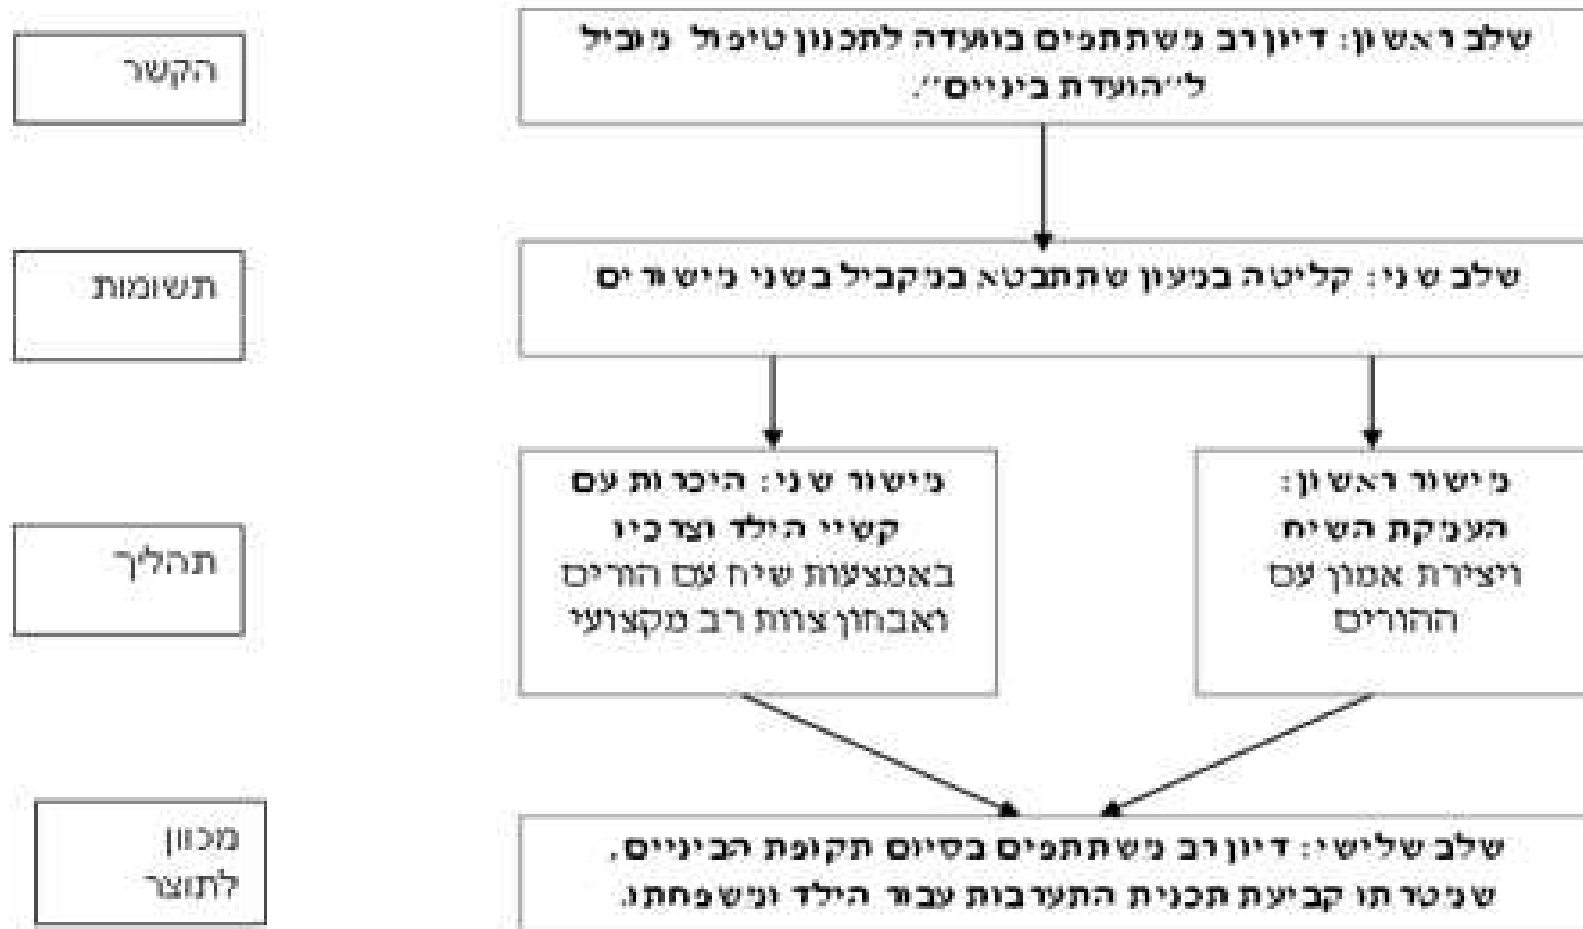 שלב ראשון: דיון רב משתתפים בוועדה לתכנון טיפול מוביל
ל"הועדת ביניים".
הקשר
שלב שני: קליטה במעון שתתבטא במקביל בשני מישורים
תשומות
מישור ראשון:
העמקת השיח
ויצירת אמון עם
ההורים
מישור שני: היכרות עם
קשיי הילד וצרכיו
באמצעות שיח עם הורים
ואבחון צוות רב מקצועי
תהליך
שלב שלישי: דיון רב משתתפים בסיום תקופת הביניים,
שמטרתו קביעת תכנית התערבות עבור הילד ומשפחתו.
מכוון
לתוצר